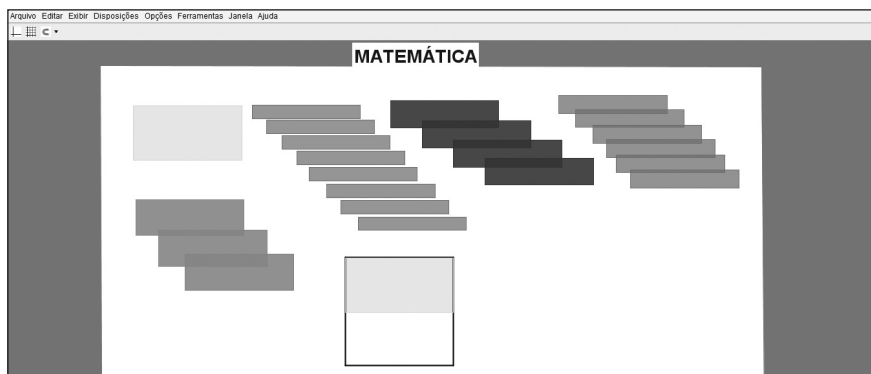 Arquivo Editar Exibir Disposições Opções Ferramentas Janela Ajuda
MATEMÁTICA